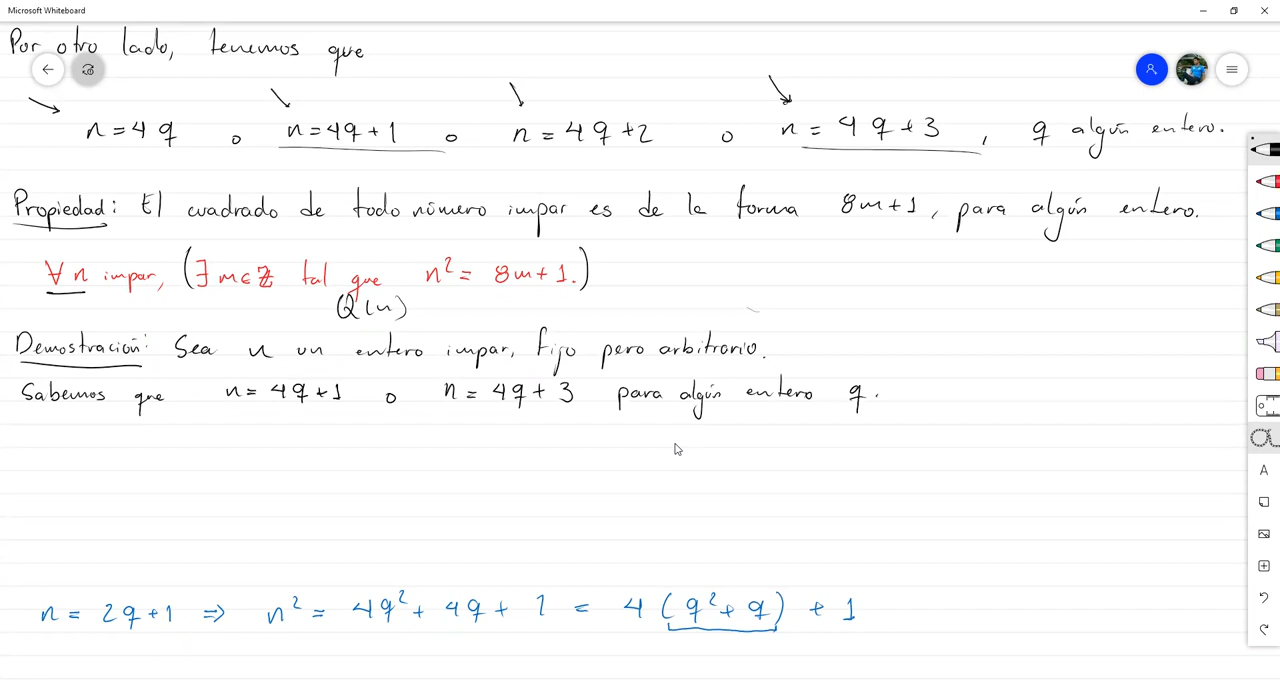 Microsoft Whiteboard
Por otro lado, tenemos que
n = 4q o n = 4q + 1 o n = 4q + 2 o n = 4q + 3 , q algún entero.
Propiedad: El cuadrado de todo número impar es de la forma 8m + 1, para algún entero.
∀ n impar, (∃ m ∈ ℤ tal que n² = 8m + 1.)
Q(n)
Demostración: Sea n un entero impar, fijo pero arbitrario.
Sabemos que n = 4q + 1 o n = 4q + 3 para algún entero q.
n = 2q + 1 ⇒ n² = 4q² + 4q + 1 = 4 (q² + q) + 1
A